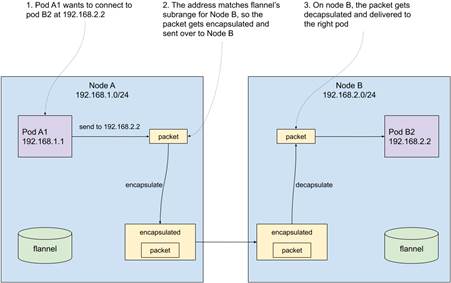 1. Pod A1 wants to connect to
pod B2 at 192.168.2.2
2. The address matches flannel's
subrange for Node B, so the
packet gets encapsulated and
sent over to Node B
3. On node B, the packet gets
decapsulated and delivered to
the right pod
Node A
192.168.1.0/24
Pod A1
192.168.1.1
send to 192.168.2.2
packet
encapsulate
encapsulated
packet
flannel
Node B
192.168.2.0/24
packet
Pod B2
192.168.2.2
decapsulate
encapsulated
packet
flannel